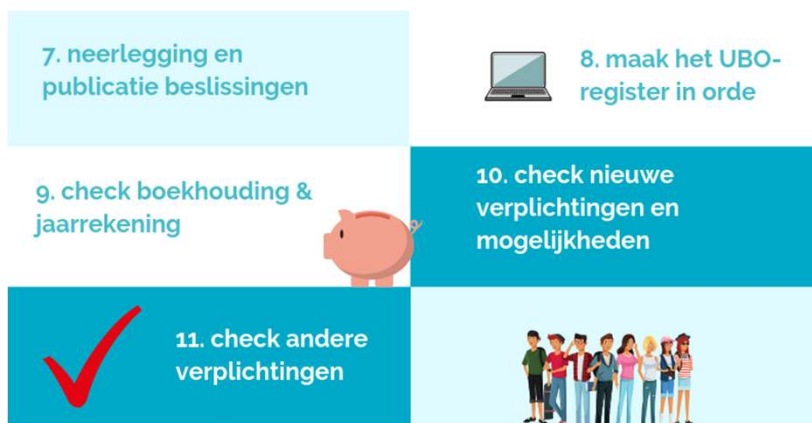 7. neerlegging en
publicatie beslissingen
8. maak het UBO-
register in orde
9. check boekhouding &
jaarrekening
10. check nieuwe
verplichtingen en
mogelijkheden
11. check andere
verplichtingen